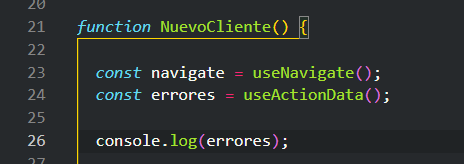 20
21 function NuevoCliente() {
22
23 const navigate = useNavigate();
24 const errores = useActionData();
25
26 console.log(errores);
27